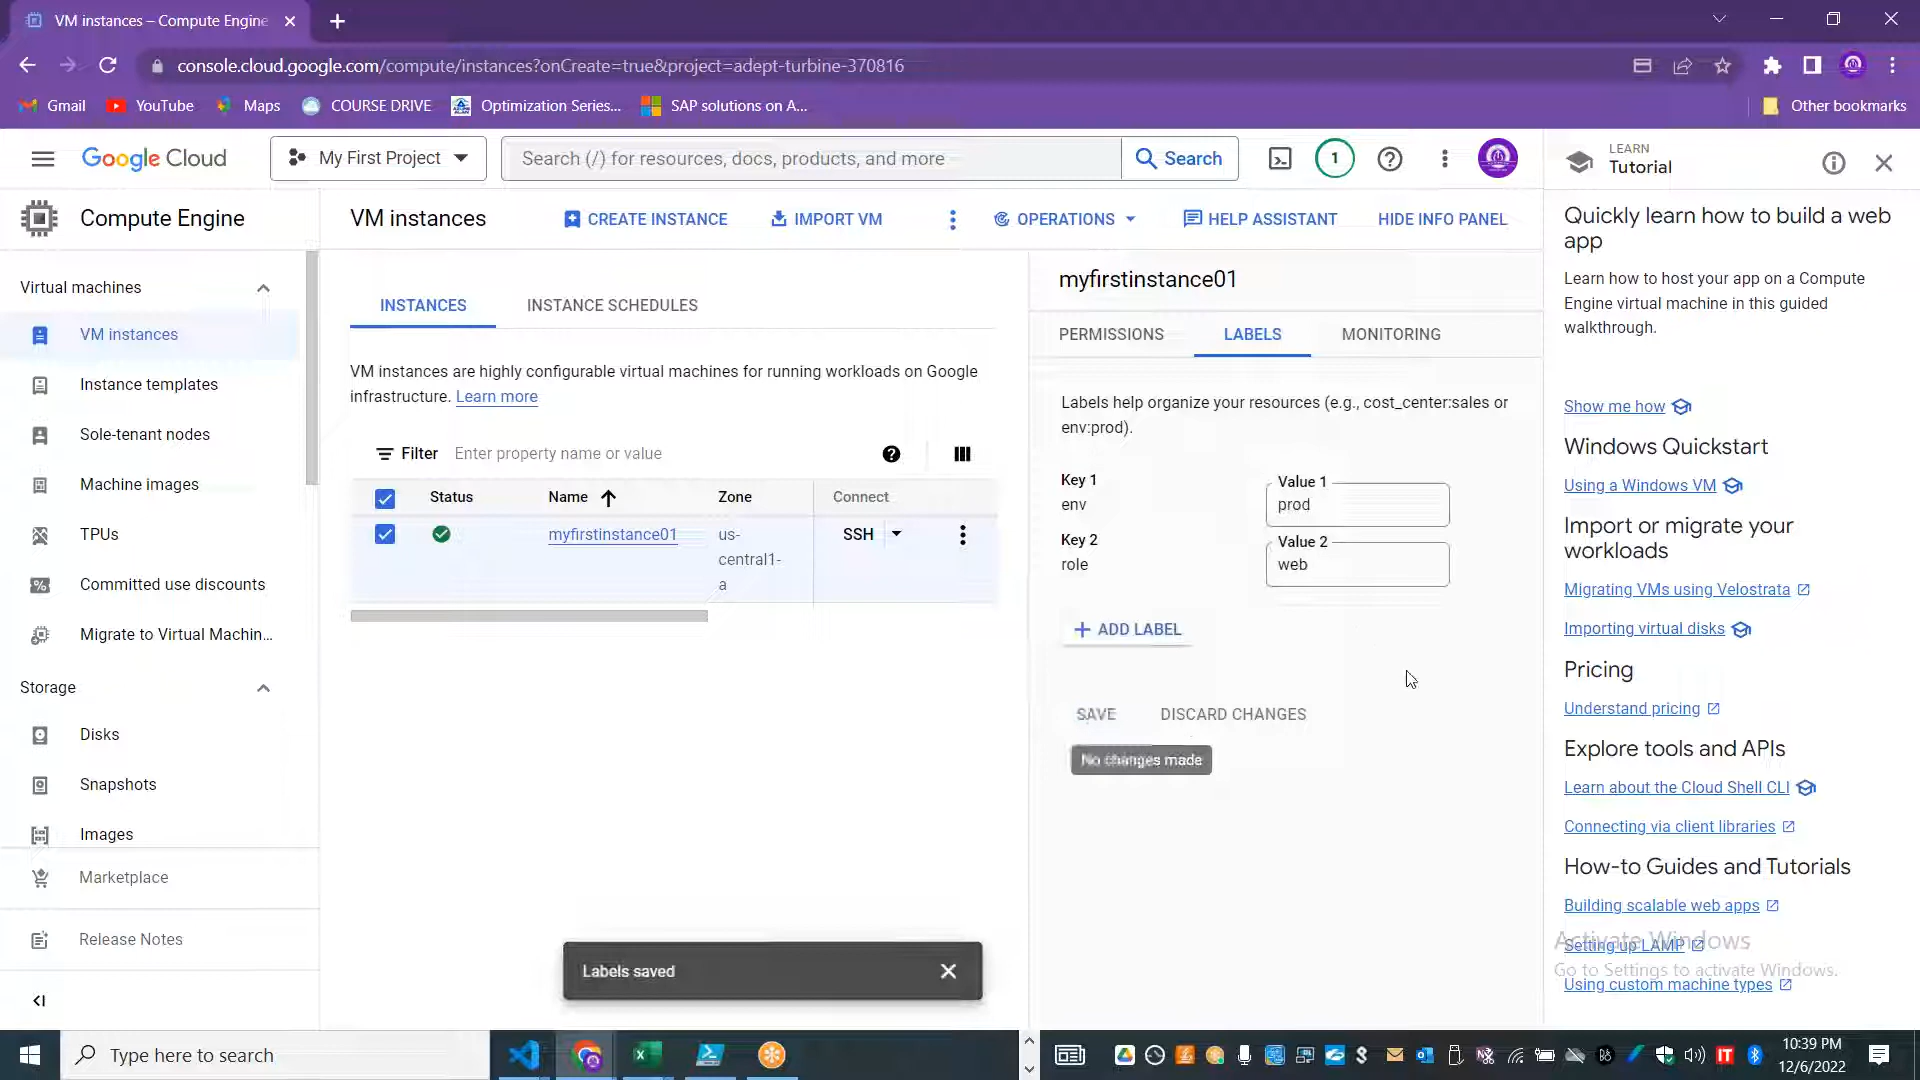 VM instances – Compute Engine
console.cloud.google.com/compute/instances?onCreate=true&project=adept-turbine-370816
Gmail
YouTube
Maps
COURSE DRIVE
Optimization Series...
SAP solutions on A...
Other bookmarks
Google Cloud
My First Project
Search (/) for resources, docs, products, and more
Search
1
LEARN
Tutorial
Compute Engine
VM instances
CREATE INSTANCE
IMPORT VM
OPERATIONS
HELP ASSISTANT
HIDE INFO PANEL
Virtual machines
VM instances
Instance templates
Sole-tenant nodes
Machine images
TPUs
Committed use discounts
Migrate to Virtual Machin...
Storage
Disks
Snapshots
Images
Marketplace
Release Notes
INSTANCES
INSTANCE SCHEDULES
VM instances are highly configurable virtual machines for running workloads on Google
infrastructure. Learn more
Filter
Enter property name or value
Status
Name
Zone
Connect
myfirstinstance01
us-
central1-
a
SSH
myfirstinstance01
PERMISSIONS
LABELS
MONITORING
Labels help organize your resources (e.g., cost_center:sales or
env:prod).
Key 1
env
Value 1
prod
Key 2
role
Value 2
web
ADD LABEL
SAVE
DISCARD CHANGES
No changes made
Labels saved
Quickly learn how to build a web
app
Learn how to host your app on a Compute
Engine virtual machine in this guided
walkthrough.
Show me how
Windows Quickstart
Using a Windows VM
Import or migrate your
workloads
Migrating VMs using Velostrata
Importing virtual disks
Pricing
Understand pricing
Explore tools and APIs
Learn about the Cloud Shell CLI
Connecting via client libraries
How-to Guides and Tutorials
Building scalable web apps
Setting up LAMP
Using custom machine types
Activate Windows
Go to Settings to activate Windows.
Type here to search
IT
10:39 PM
12/6/2022